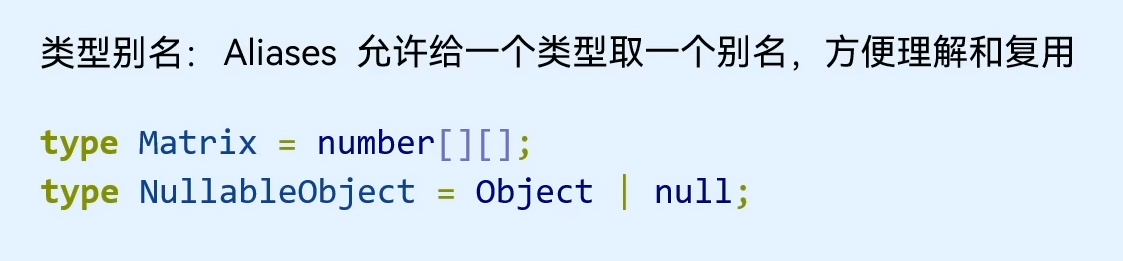 类型别名： Aliases 允许给一个类型取一个别名，方便理解和复用
type Matrix = number[][];
type NullableObject = Object | null;